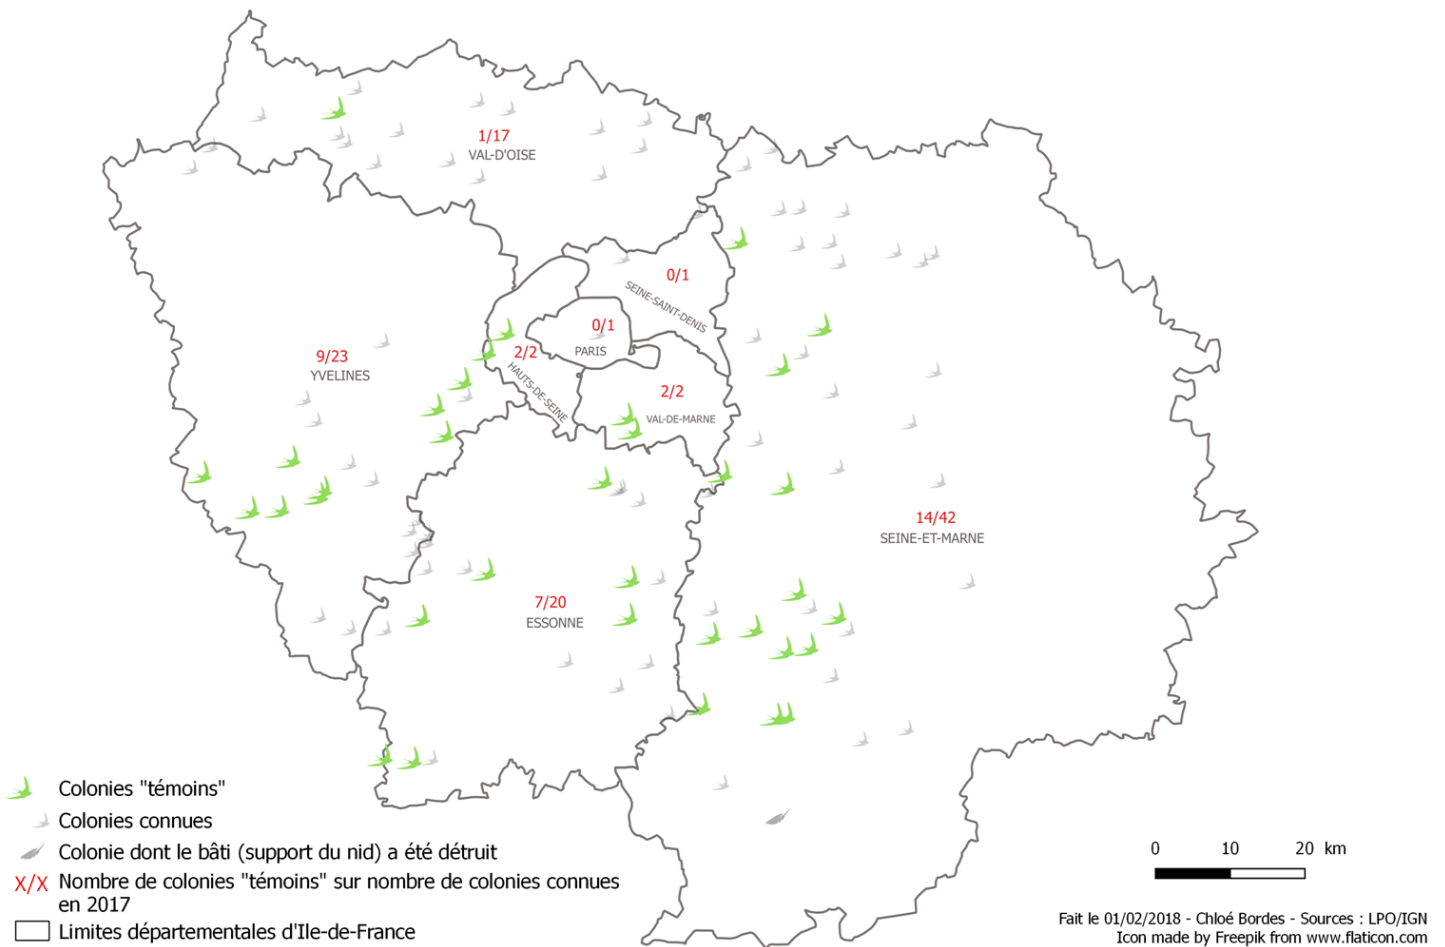 1/17
VAL-D'OISE
0/1
SEINE-SAINT-DENIS
0/1
PARIS
2/2
HAUTS-DE-SEINE
9/23
YVELINES
2/2
VAL-DE-MARNE
14/42
SEINE-ET-MARNE
7/20
ESSONNE
Colonies "témoins"
Colonies connues
Colonie dont le bâti (support du nid) a été détruit
X/X Nombre de colonies "témoins" sur nombre de colonies connues
en 2017
Limites départementales d'Ile-de-France
0 10 20 km
Fait le 01/02/2018 - Chloé Bordes - Sources : LPO/IGN
Icon made by Freepik from www.flaticon.com